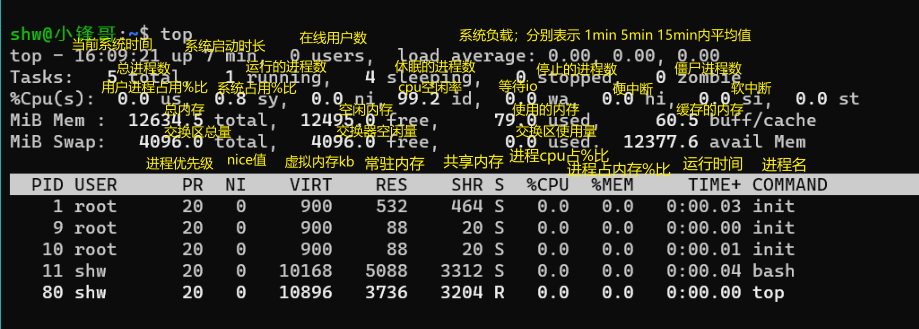 shw@小锋哥:~$ top
当前系统时间 系统启动时长 在线用户数 系统负载；分别表示 1min 5min 15min内平均值
top - 16:09:21 up 7 min, 0 users, load average: 0.00, 0.00, 0.00
总进程数 运行的进程数 休眠的进程数 停止的进程数 僵尸进程数
Tasks: 5 total, 1 running, 4 sleeping, 0 stopped, 0 zombie
用户进程占用%比 系统占用%比 cpu空闲率 等待io 硬中断 软中断
%Cpu(s): 0.0 us, 0.8 sy, 0.0 ni, 99.2 id, 0.0 wa, 0.0 hi, 0.0 si, 0.0 st
总内存 空闲内存 使用的内存 缓存的内存
MiB Mem : 12634.5 total, 12495.0 free, 79.0 used, 60.5 buff/cache
交换区总量 交换器空闲量 交换区使用量
MiB Swap: 4096.0 total, 4096.0 free, 0.0 used. 12377.6 avail Mem
进程优先级 nice值 虚拟内存kb 常驻内存 共享内存 进程cpu占%比 进程占内存%比 运行时间 进程名
PID USER PR NI VIRT RES SHR S %CPU %MEM TIME+ COMMAND
1 root 20 0 900 532 464 S 0.0 0.0 0:00.03 init
9 root 20 0 900 88 20 S 0.0 0.0 0:00.00 init
10 root 20 0 900 88 20 S 0.0 0.0 0:00.01 init
11 shw 20 0 10168 5088 3312 S 0.0 0.0 0:00.04 bash
80 shw 20 0 10896 3736 3204 R 0.0 0.0 0:00.00 top